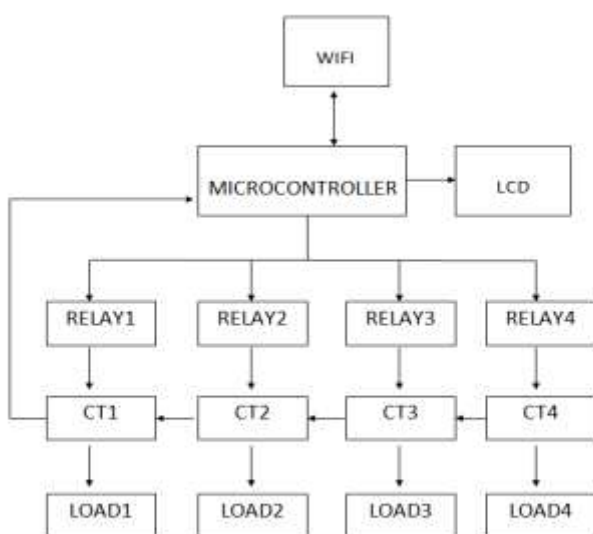 WIFI
MICROCONTROLLER
LCD
RELAY1
RELAY2
RELAY3
RELAY4
CT1
CT2
CT3
CT4
LOAD1
LOAD2
LOAD3
LOAD4